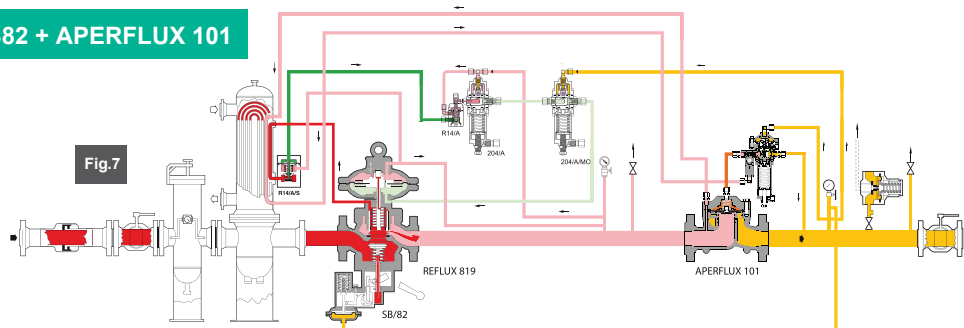 82 + APERFLUX 101
Fig.7
R14/A/S
R14/A
204/A
204/A/MO
REFLUX 819
SB/82
APERFLUX 101